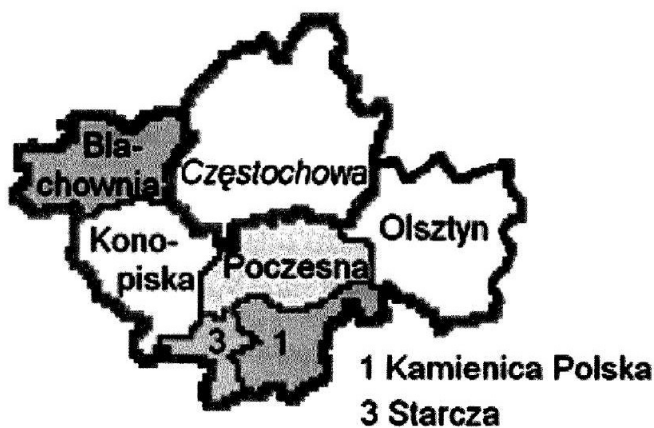 Bla-
chownia
Częstochowa
Olsztyn
Kono-
piska
Poczesna
3
1
1 Kamienica Polska
3 Starcza